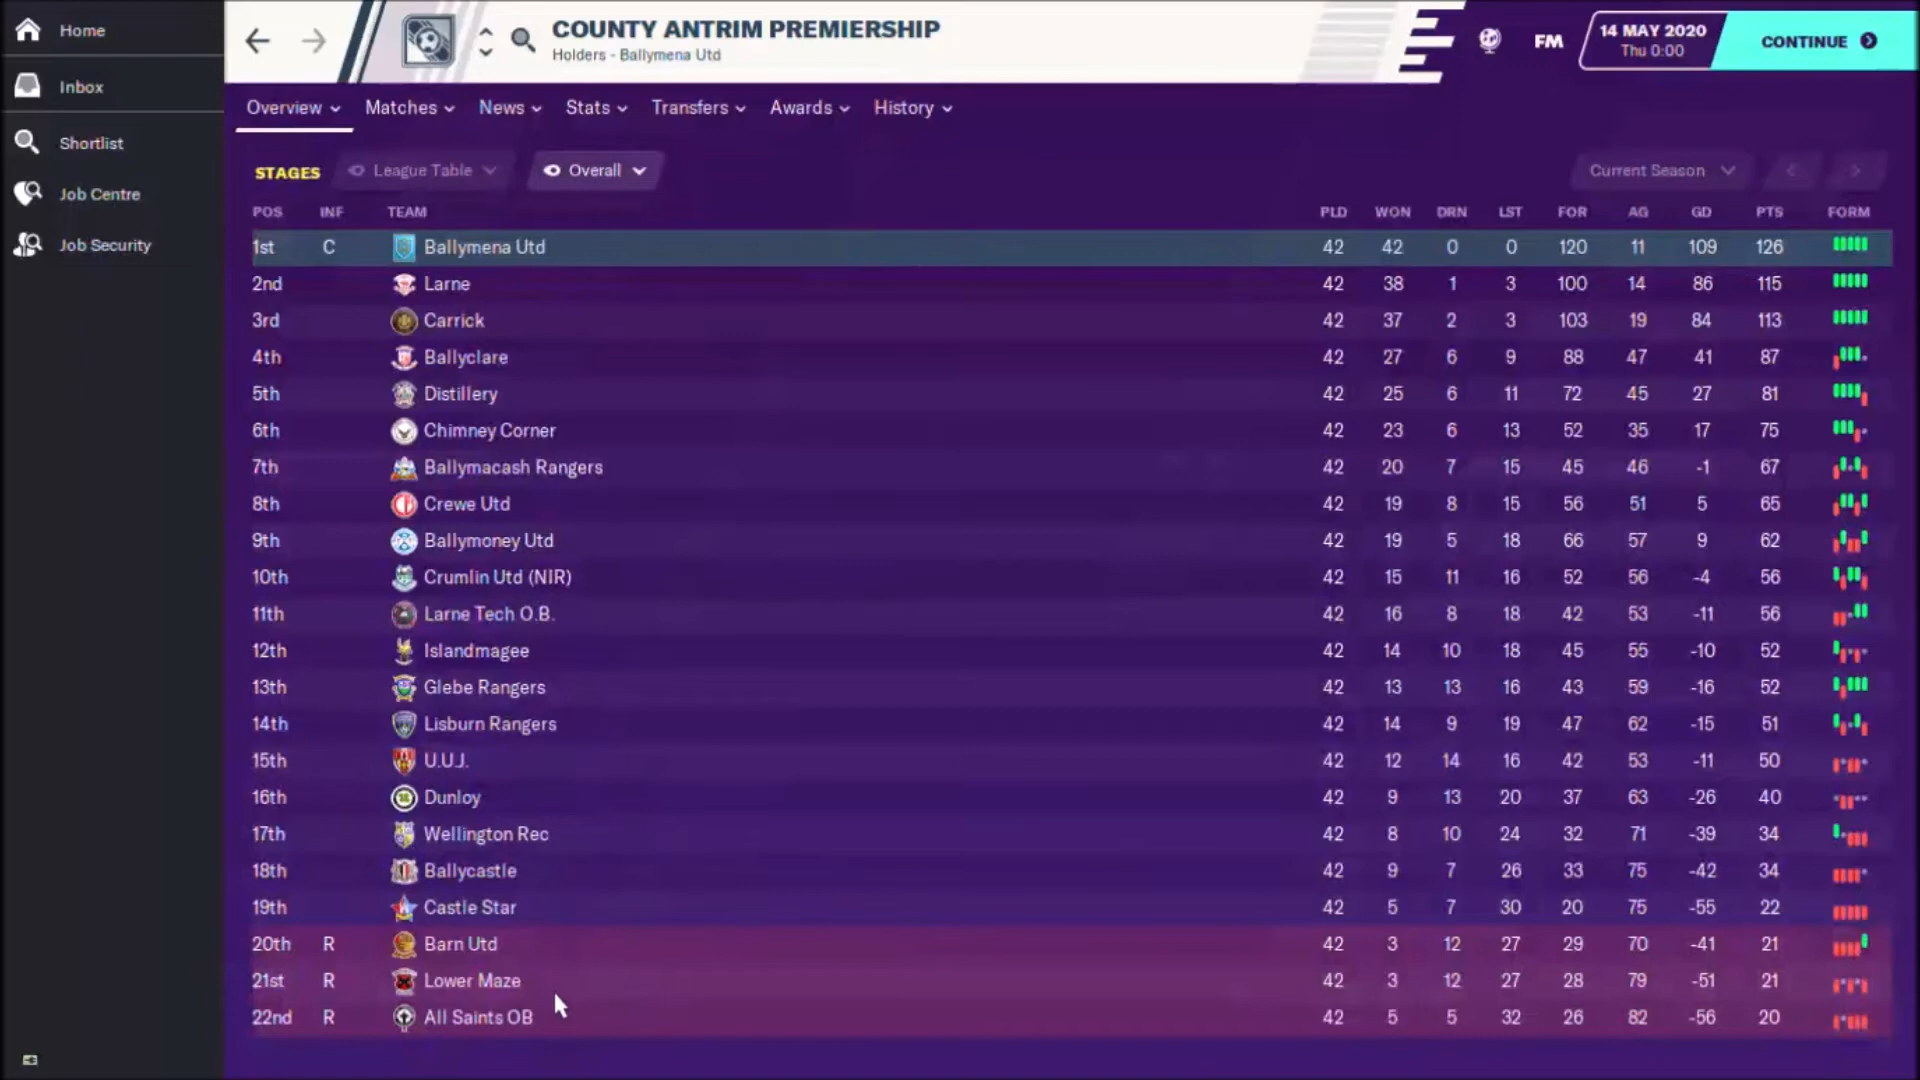 Home
Inbox
Shortlist
Job Centre
Job Security
COUNTY ANTRIM PREMIERSHIP
Holders - Ballymena Utd
FM
14 MAY 2020
Thu 0:00
CONTINUE
Overview Matches News Stats Transfers Awards History
STAGES League Table Overall Current Season
POS INF TEAM PLD WON DRN LST FOR AG GD PTS FORM
1st C Ballymena Utd 42 42 0 0 120 11 109 126
2nd Larne 42 38 1 3 100 14 86 115
3rd Carrick 42 37 2 3 103 19 84 113
4th Ballyclare 42 27 6 9 88 47 41 87
5th Distillery 42 25 6 11 72 45 27 81
6th Chimney Corner 42 23 6 13 52 35 17 75
7th Ballymacash Rangers 42 20 7 15 45 46 -1 67
8th Crewe Utd 42 19 8 15 56 51 5 65
9th Ballymoney Utd 42 19 5 18 66 57 9 62
10th Crumlin Utd (NIR) 42 15 11 16 52 56 -4 56
11th Larne Tech O.B. 42 16 8 18 42 53 -11 56
12th Islandmagee 42 14 10 18 45 55 -10 52
13th Glebe Rangers 42 13 13 16 43 59 -16 52
14th Lisburn Rangers 42 14 9 19 47 62 -15 51
15th U.U.J. 42 12 14 16 42 53 -11 50
16th Dunloy 42 9 13 20 37 63 -26 40
17th Wellington Rec 42 8 10 24 32 71 -39 34
18th Ballycastle 42 9 7 26 33 75 -42 34
19th Castle Star 42 5 7 30 20 75 -55 22
20th R Barn Utd 42 3 12 27 29 70 -41 21
21st R Lower Maze 42 3 12 27 28 79 -51 21
22nd R All Saints OB 42 5 5 32 26 82 -56 20